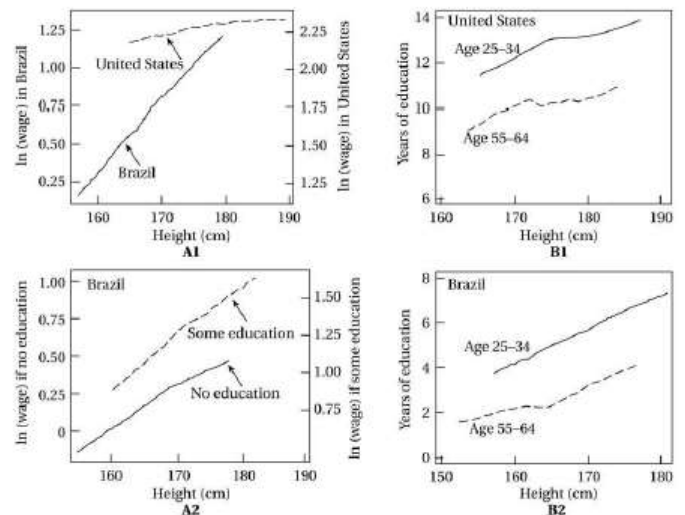 ln (wage) in Brazil
1.25
1.00
0.75
0.50
0.25
United States
Brazil
2.25
2.00
1.75
1.50
1.25
ln (wage) in United States
160 170 180 190
Height (cm)
A1
Years of education
14
12
10
8
6
United States
Age 25–34
Age 55–64
160 170 180 190
Height (cm)
B1
ln (wage) if no education
1.00
0.75
0.50
0.25
0
Brazil
Some education
No education
1.50
1.25
1.00
0.75
ln (wage) if some education
160 170 180 190
Height (cm)
A2
Years of education
8
6
4
2
0
Brazil
Age 25–34
Age 55–64
150 160 170 180
Height (cm)
B2